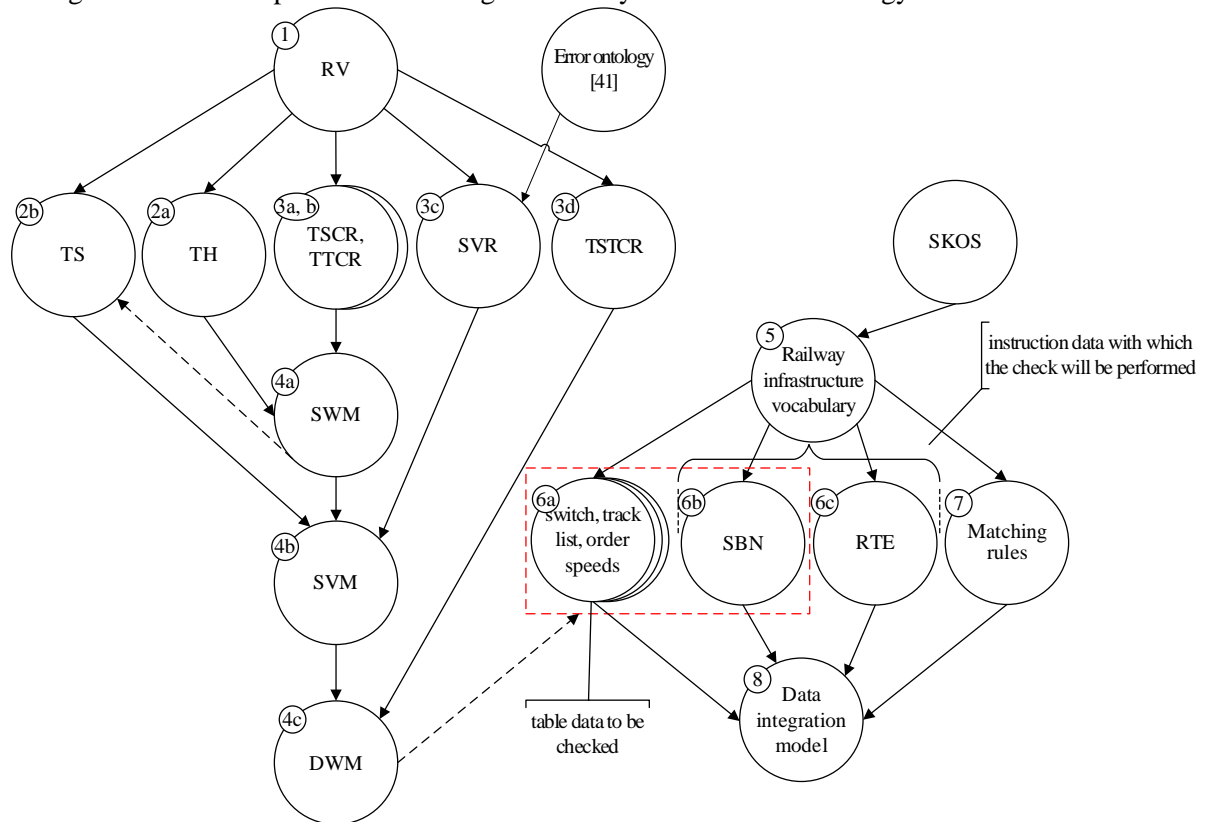 1
RV
Error ontology
[41]
2b
TS
2a
TH
3a, b
TSCR,
TTCR
3c
SVR
3d
TSTCR
SKOS
5
Railway
infrastructure
vocabulary
instruction data with which
the check will be performed
4a
SWM
6a
switch, track
list, order
speeds
6b
SBN
6c
RTE
7
Matching
rules
4b
SVM
8
Data
integration
model
table data to be
checked
4c
DWM